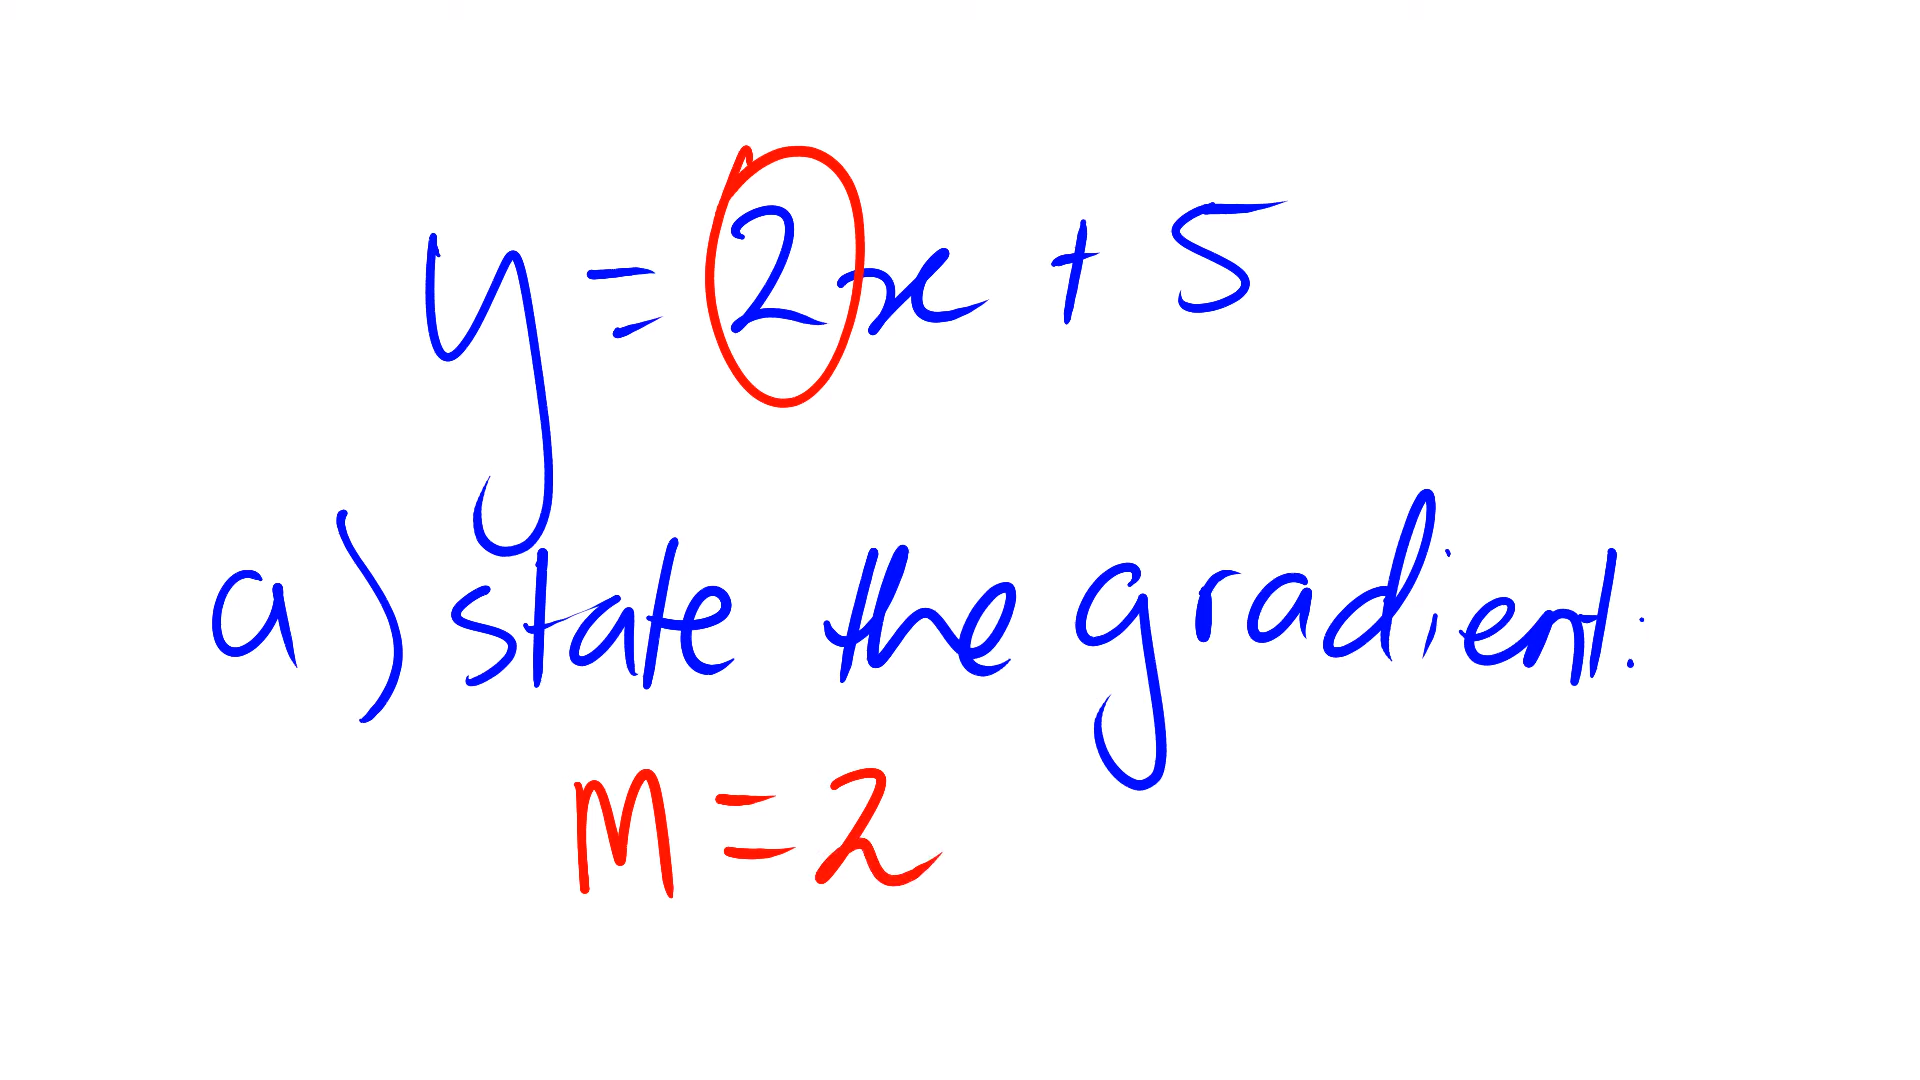 y = 2x + 5
a) state the gradient:
M = 2